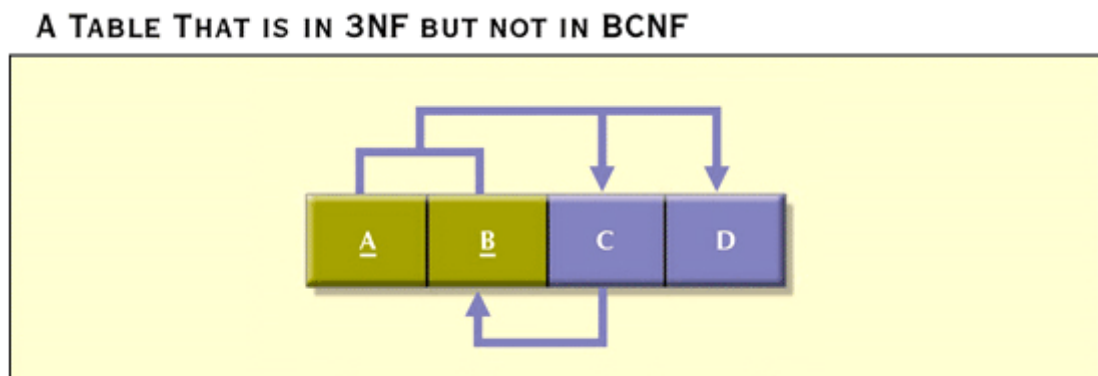 A TABLE THAT IS IN 3NF BUT NOT IN BCNF
A B C D